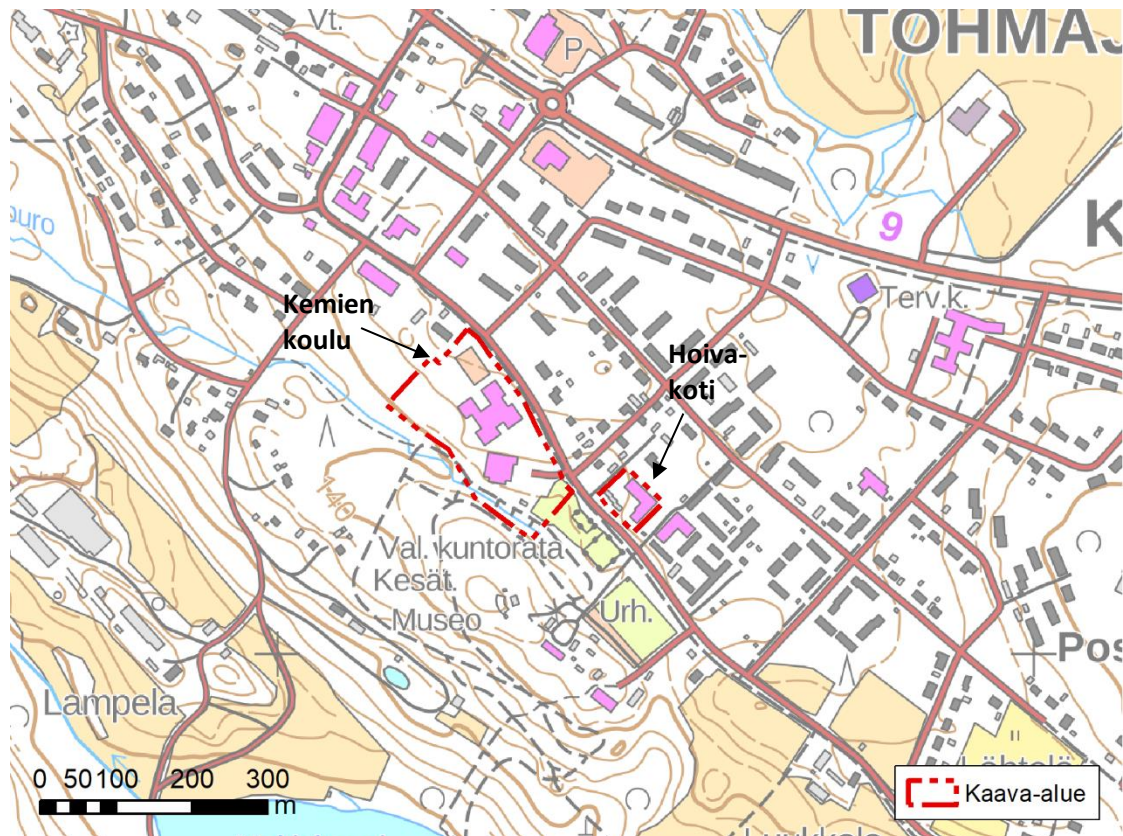 Vt.
P
TOHMAJ
9
K
puro
Terv.k.
Kemien
koulu
Hoiva-
koti
140
Val. kuntorata
Kesät.
Museo
Urh.
Pos
Lampela
0 50 100 200 300
m
Kaava-alue